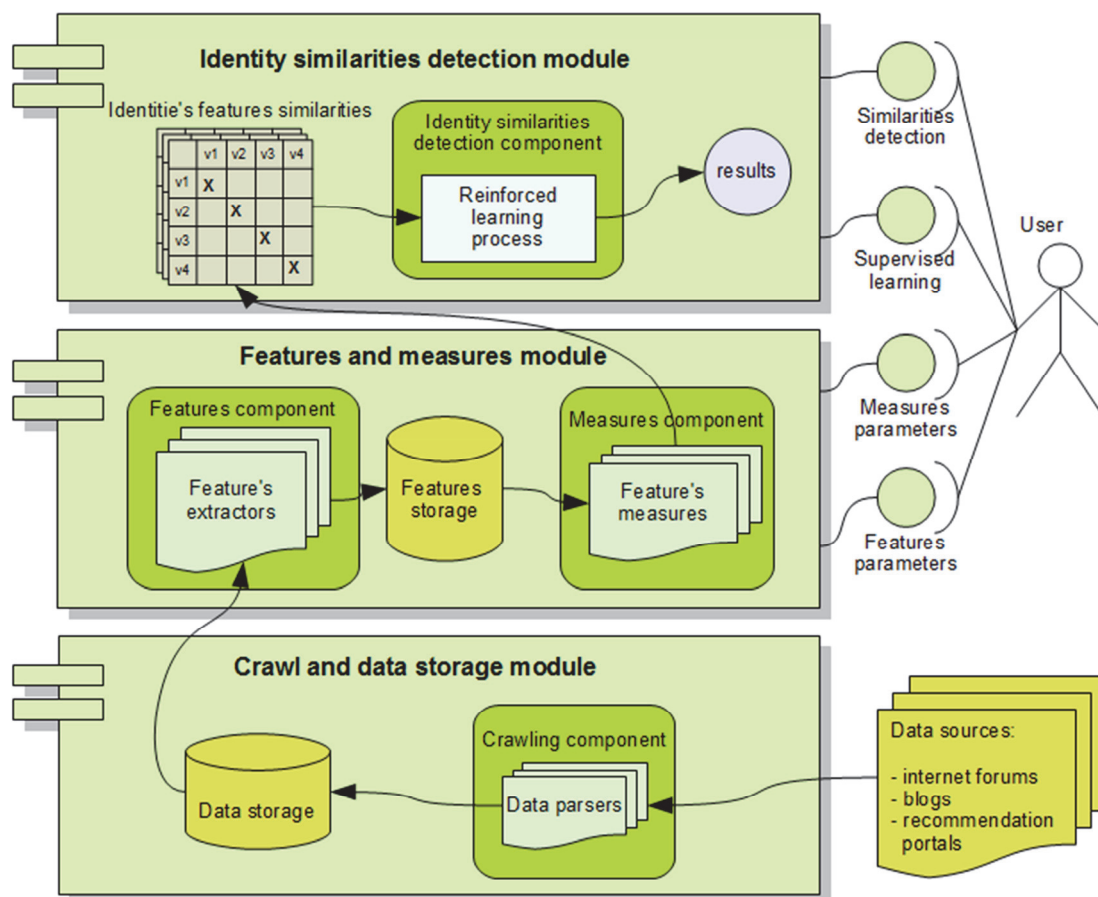 Identity similarities detection module
Identitie's features similarities
v1 v2 v3 v4
v1 X
v2 X
v3 X
v4 X
Identity similarities
detection component
Reinforced
learning
process
results
Similarities
detection
Supervised
learning
User
Features and measures module
Features component
Feature's
extractors
Features
storage
Measures component
Feature's
measures
Measures
parameters
Features
parameters
Crawl and data storage module
Data storage
Crawling component
Data parsers
Data sources:
- internet forums
- blogs
- recommendation
portals